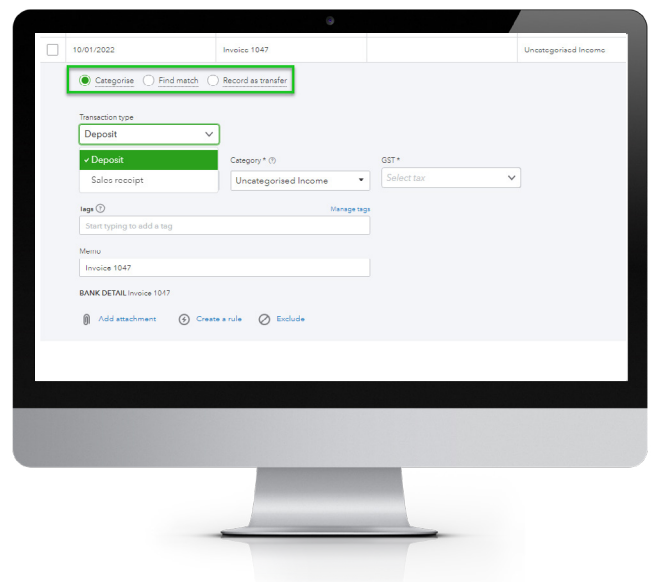 10/01/2022 Invoice 1047 Uncategorised Income
Categorise Find match Record as transfer
Transaction type
Deposit
Deposit
Category * GST *
Sales receipt
Uncategorised Income Select tax
Tags Manage tags
Start typing to add a tag
Memo
Invoice 1047
BANK DETAIL Invoice 1047
Add attachment Create a rule Exclude